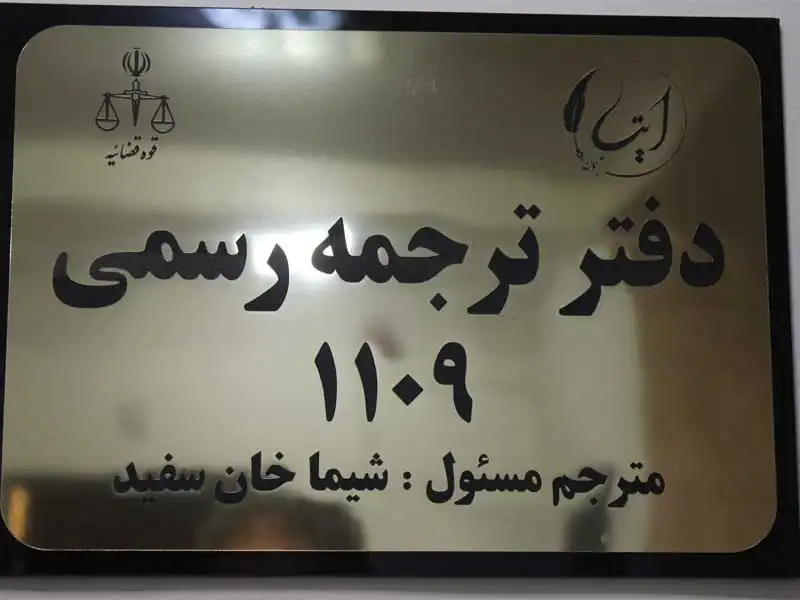 قوه قضائیه
دفتر ترجمه رسمی
۱۱۰۹
مترجم مسئول : شیما خان سفید